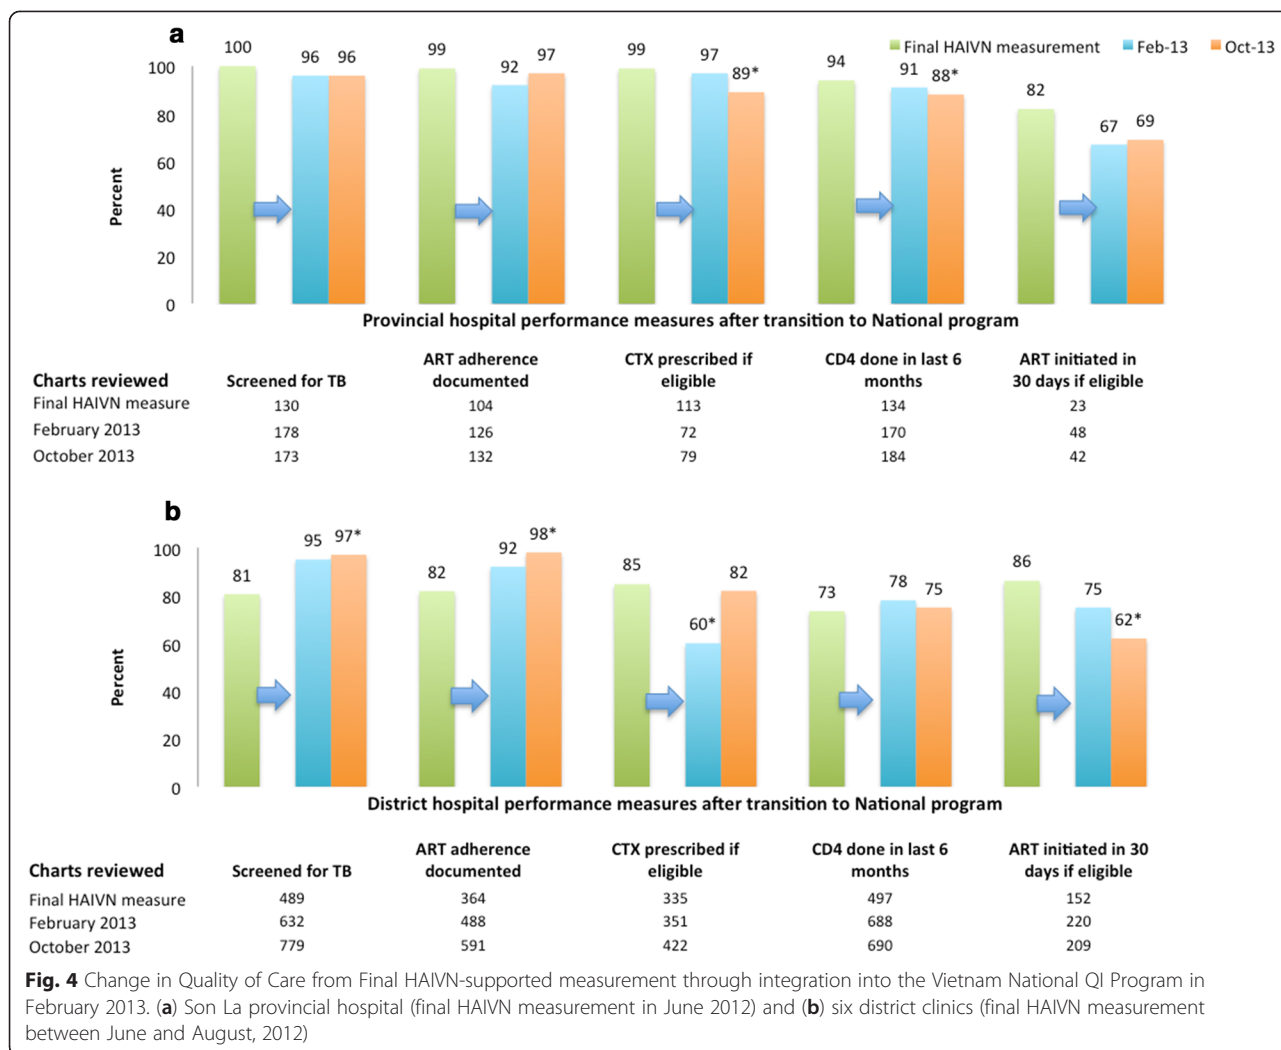 a
Final HAIVN measurement Feb-13 Oct-13
100 96 96 99 92 97 99 97 89* 94 91 88* 82 67 69
100
80
60
40
20
0
Percent
Provincial hospital performance measures after transition to National program
Charts reviewed Screened for TB ART adherence documented CTX prescribed if eligible CD4 done in last 6 months ART initiated in 30 days if eligible
Final HAIVN measure 130 104 113 134 23
February 2013 178 126 72 170 48
October 2013 173 132 79 184 42
b
81 95 97* 82 92 98* 85 60* 82 73 78 75 86 75 62*
100
80
60
40
20
0
Percent
District hospital performance measures after transition to National program
Charts reviewed Screened for TB ART adherence documented CTX prescribed if eligible CD4 done in last 6 months ART initiated in 30 days if eligible
Final HAIVN measure 489 364 335 497 152
February 2013 632 488 351 688 220
October 2013 779 591 422 690 209
Fig. 4 Change in Quality of Care from Final HAIVN-supported measurement through integration into the Vietnam National QI Program in
February 2013. (a) Son La provincial hospital (final HAIVN measurement in June 2012) and (b) six district clinics (final HAIVN measurement
between June and August, 2012)